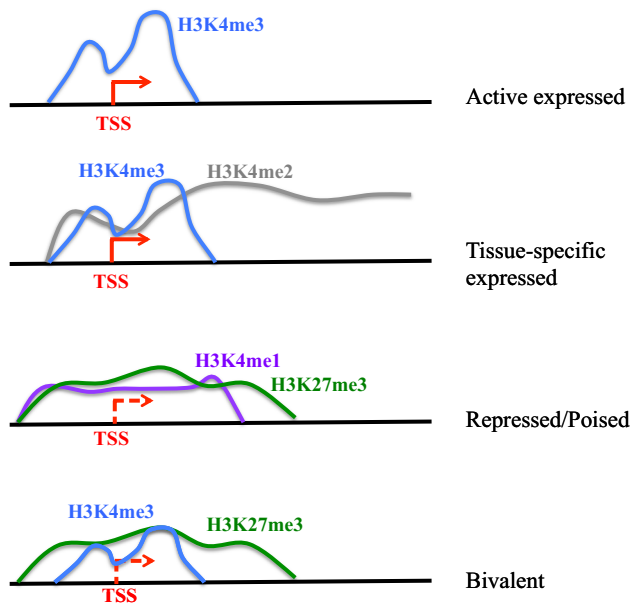 H3K4me3
Active expressed
TSS
H3K4me3
H3K4me2
Tissue-specific
expressed
TSS
H3K4me1
H3K27me3
Repressed/Poised
TSS
H3K4me3
H3K27me3
Bivalent
TSS